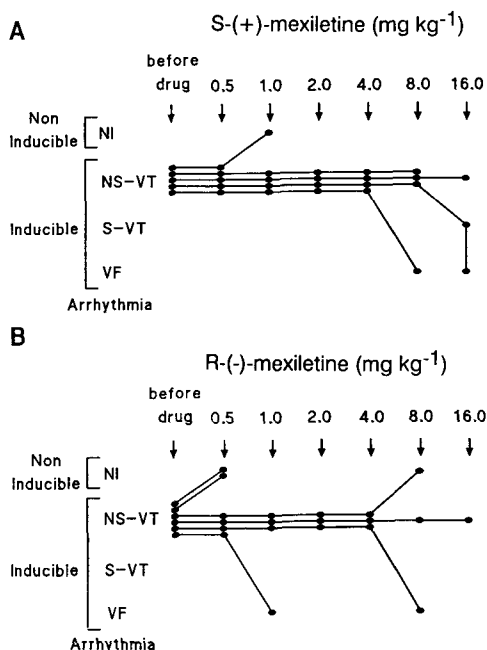 A
S-(+)-mexiletine (mg kg-1)
before drug 0.5 1.0 2.0 4.0 8.0 16.0
Non Inducible
NI
NS-VT
Inducible
S-VT
VF
Arrhythmia
B
R-(-)-mexiletine (mg kg-1)
before drug 0.5 1.0 2.0 4.0 8.0 16.0
Non Inducible
NI
NS-VT
Inducible
S-VT
VF
Arrhythmia